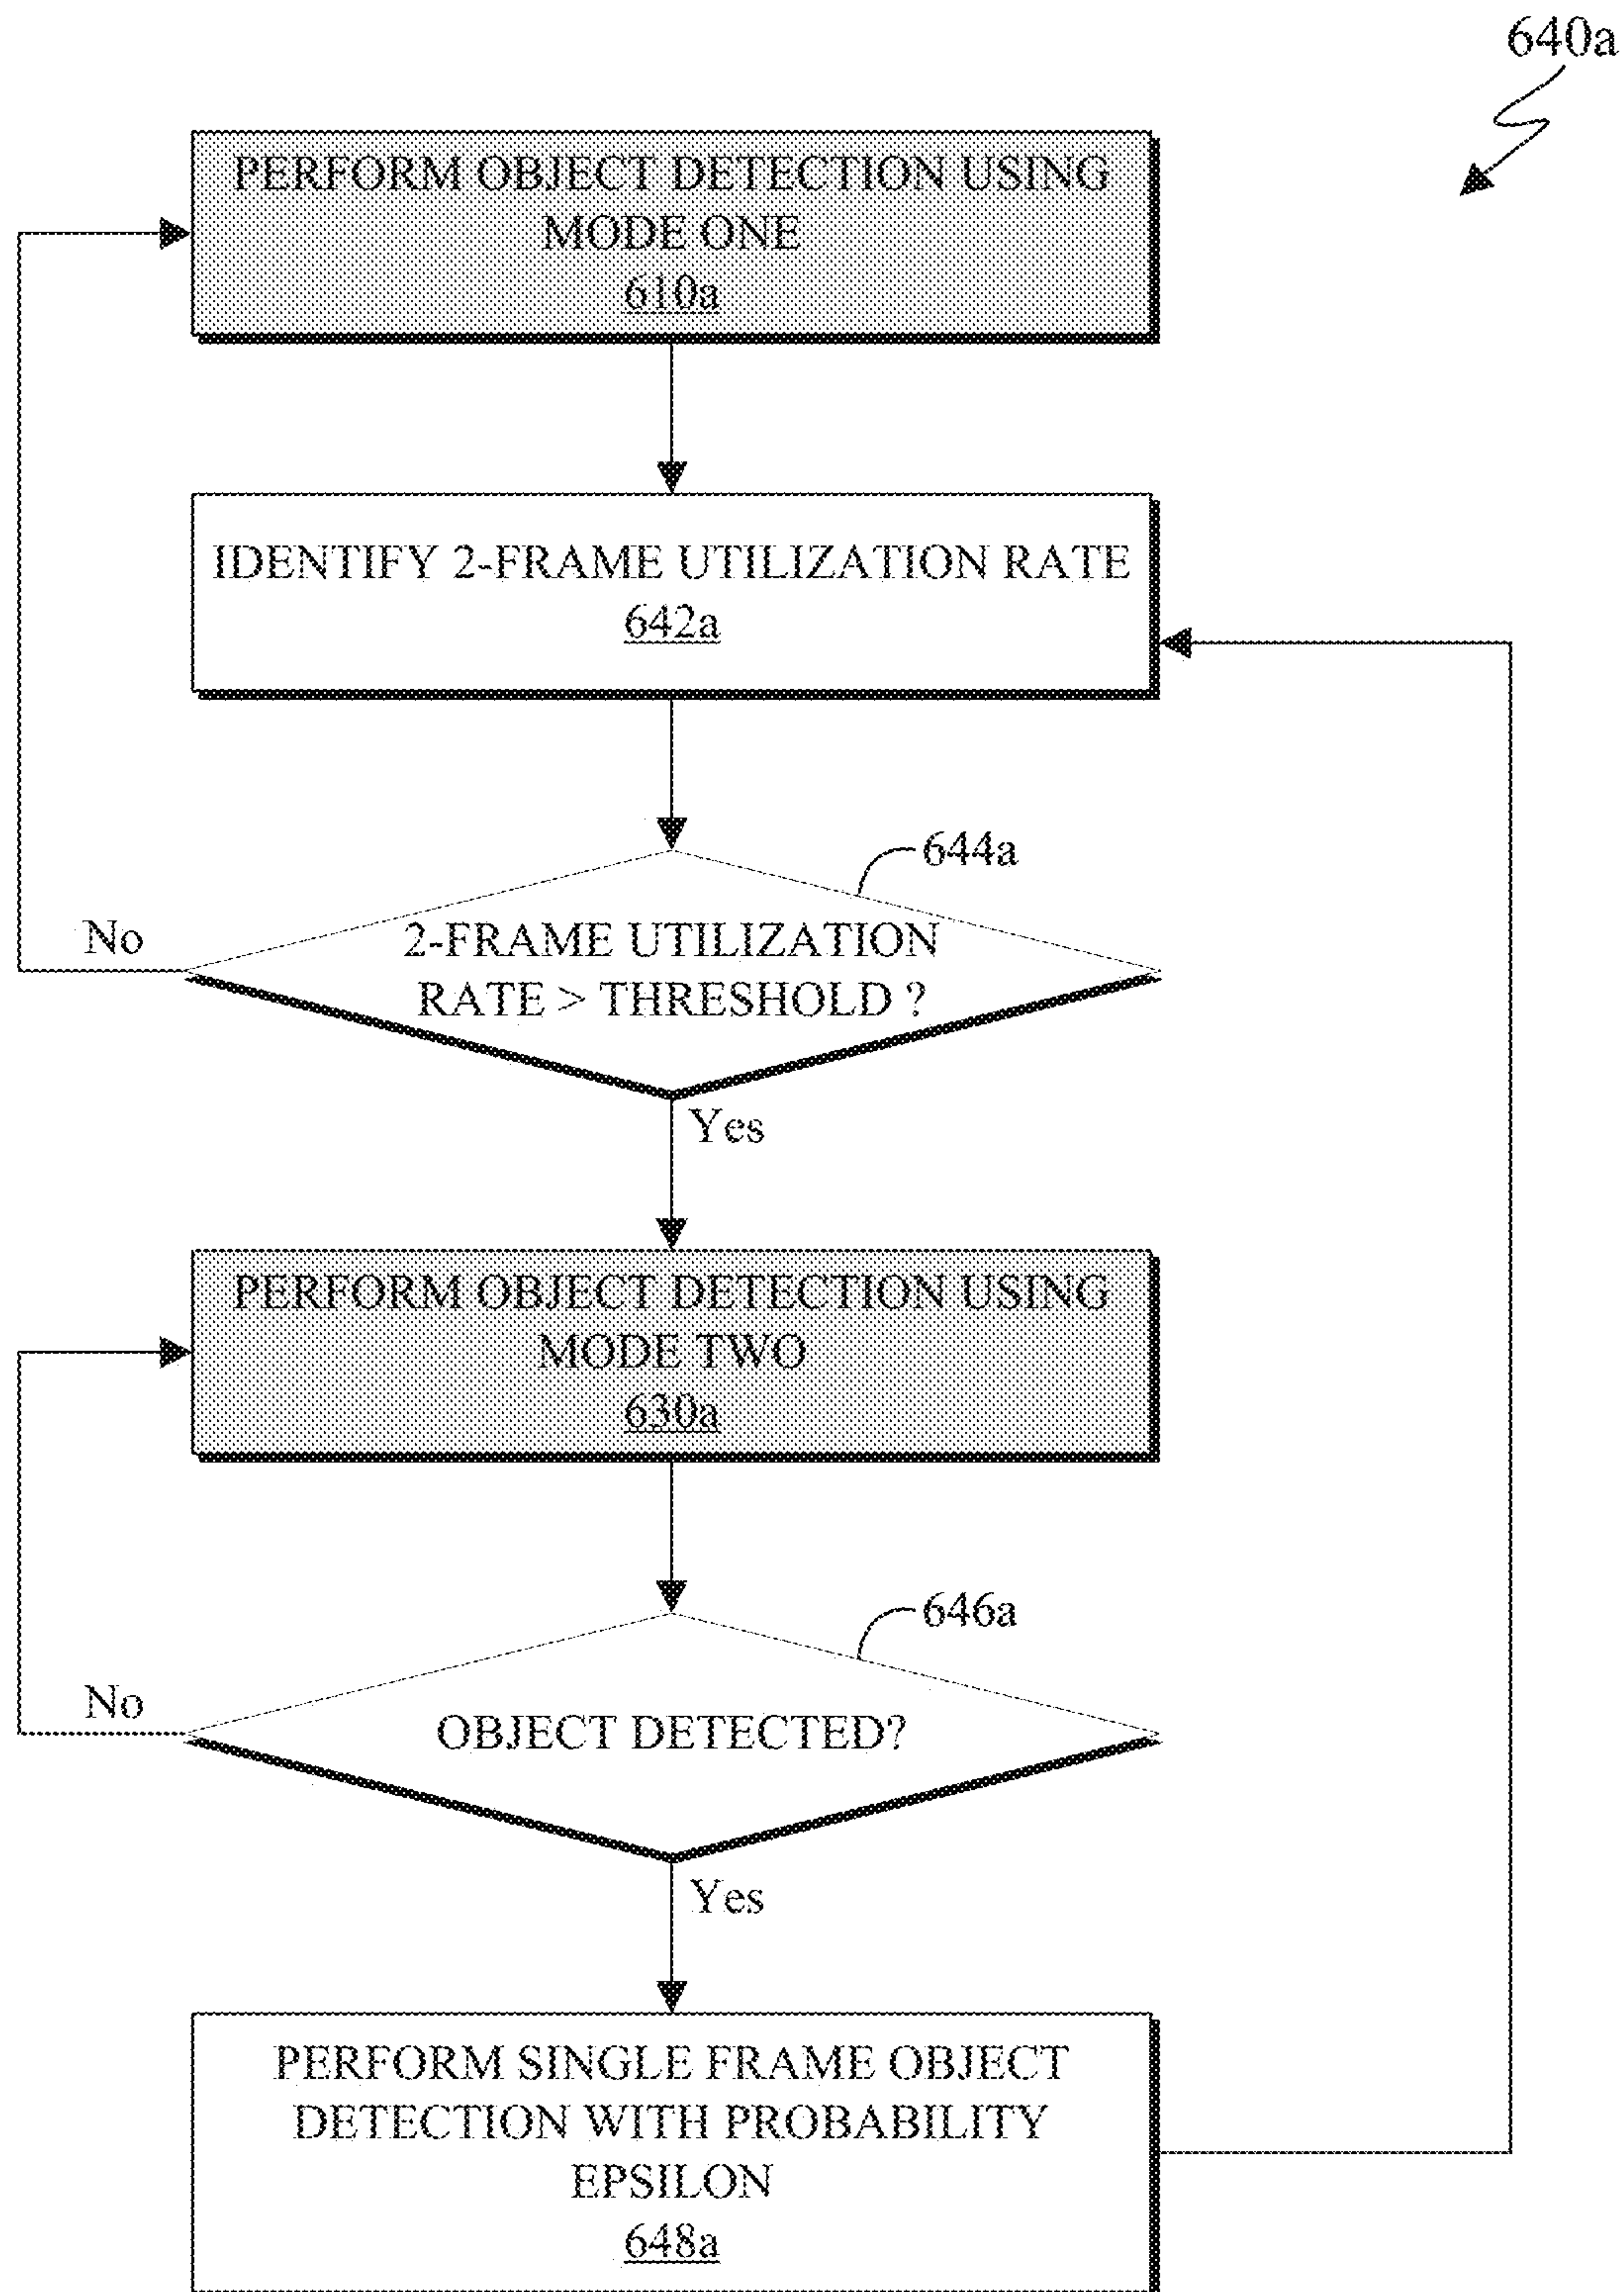 640a
PERFORM OBJECT DETECTION USING
MODE ONE
610a
IDENTIFY 2-FRAME UTILIZATION RATE
642a
644a
No
2-FRAME UTILIZATION
RATE > THRESHOLD ?
Yes
PERFORM OBJECT DETECTION USING
MODE TWO
630a
646a
No
OBJECT DETECTED?
Yes
PERFORM SINGLE FRAME OBJECT
DETECTION WITH PROBABILITY
EPSILON
648a